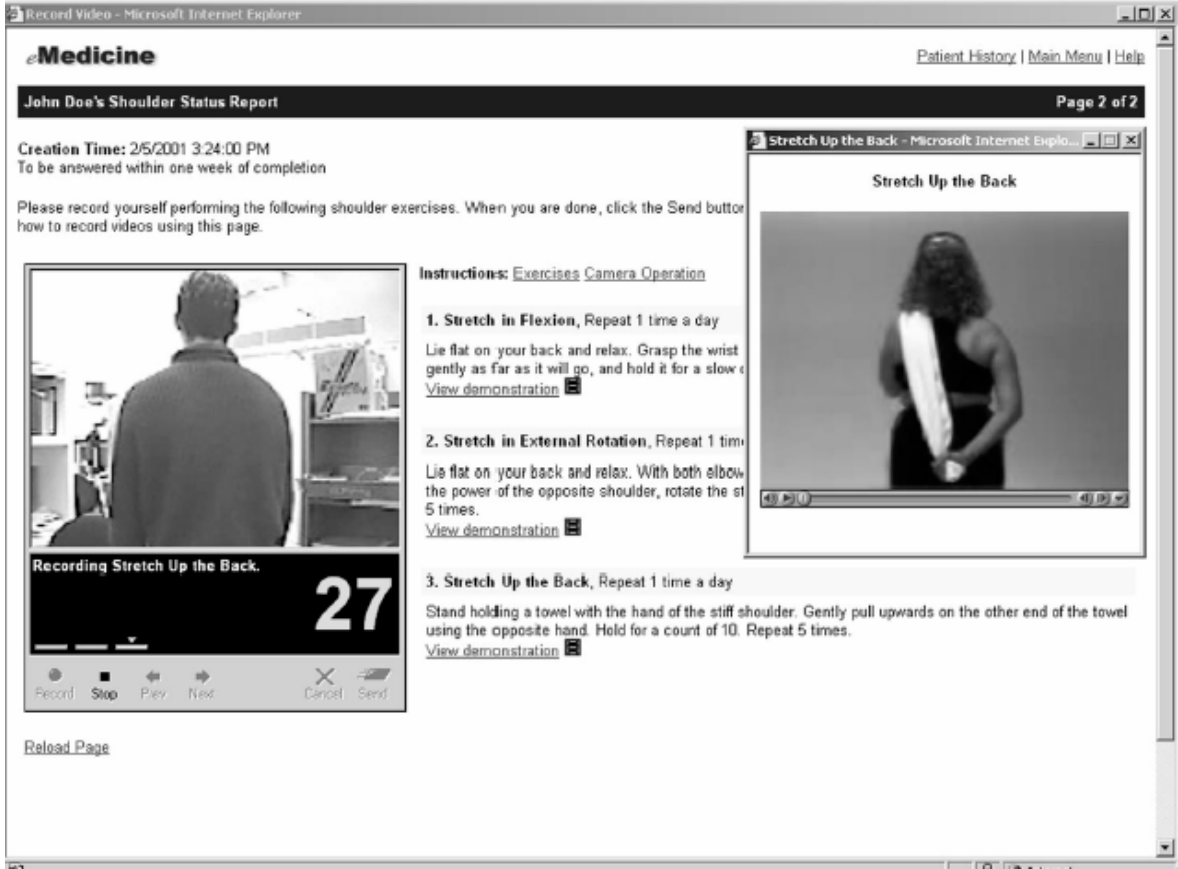 Record Video - Microsoft Internet Explorer
eMedicine
Patient History | Main Menu | Help
John Doe's Shoulder Status Report
Page 2 of 2
Creation Time: 2/5/2001 3:24:00 PM
To be answered within one week of completion
Please record yourself performing the following shoulder exercises. When you are done, click the Send button
how to record videos using this page.
Stretch Up the Back - Microsoft Internet Explo...
Stretch Up the Back
Instructions: Exercises Camera Operation
1. Stretch in Flexion, Repeat 1 time a day
Lie flat on your back and relax. Grasp the wrist
gently as far as it will go, and hold it for a slow
View demonstration
2. Stretch in External Rotation, Repeat 1 tim
Lie flat on your back and relax. With both elbow
the power of the opposite shoulder, rotate the st
5 times.
View demonstration
3. Stretch Up the Back, Repeat 1 time a day
Stand holding a towel with the hand of the stiff shoulder. Gently pull upwards on the other end of the towel
using the opposite hand. Hold for a count of 10. Repeat 5 times.
View demonstration
Recording Stretch Up the Back.
27
Record Stop Prev Next Cancel Send
Reload Page